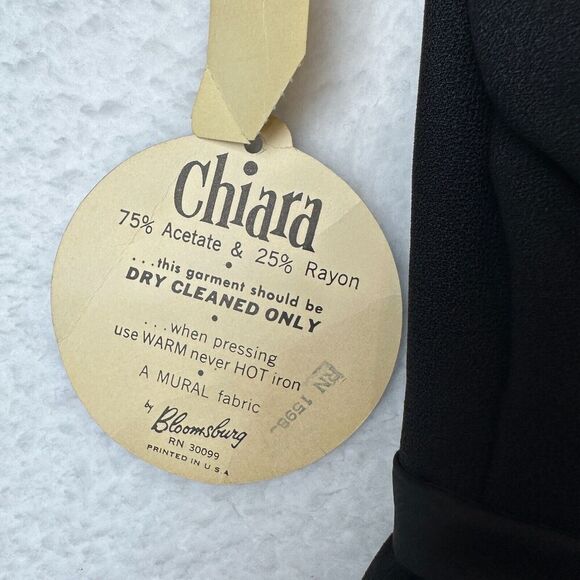 Chiara
75% Acetate & 25% Rayon
...this garment should be
DRY CLEANED ONLY
...when pressing
use WARM never HOT iron
A MURAL fabric
by Bloomsburg
RN 30099
PRINTED IN U S A
RN 1598